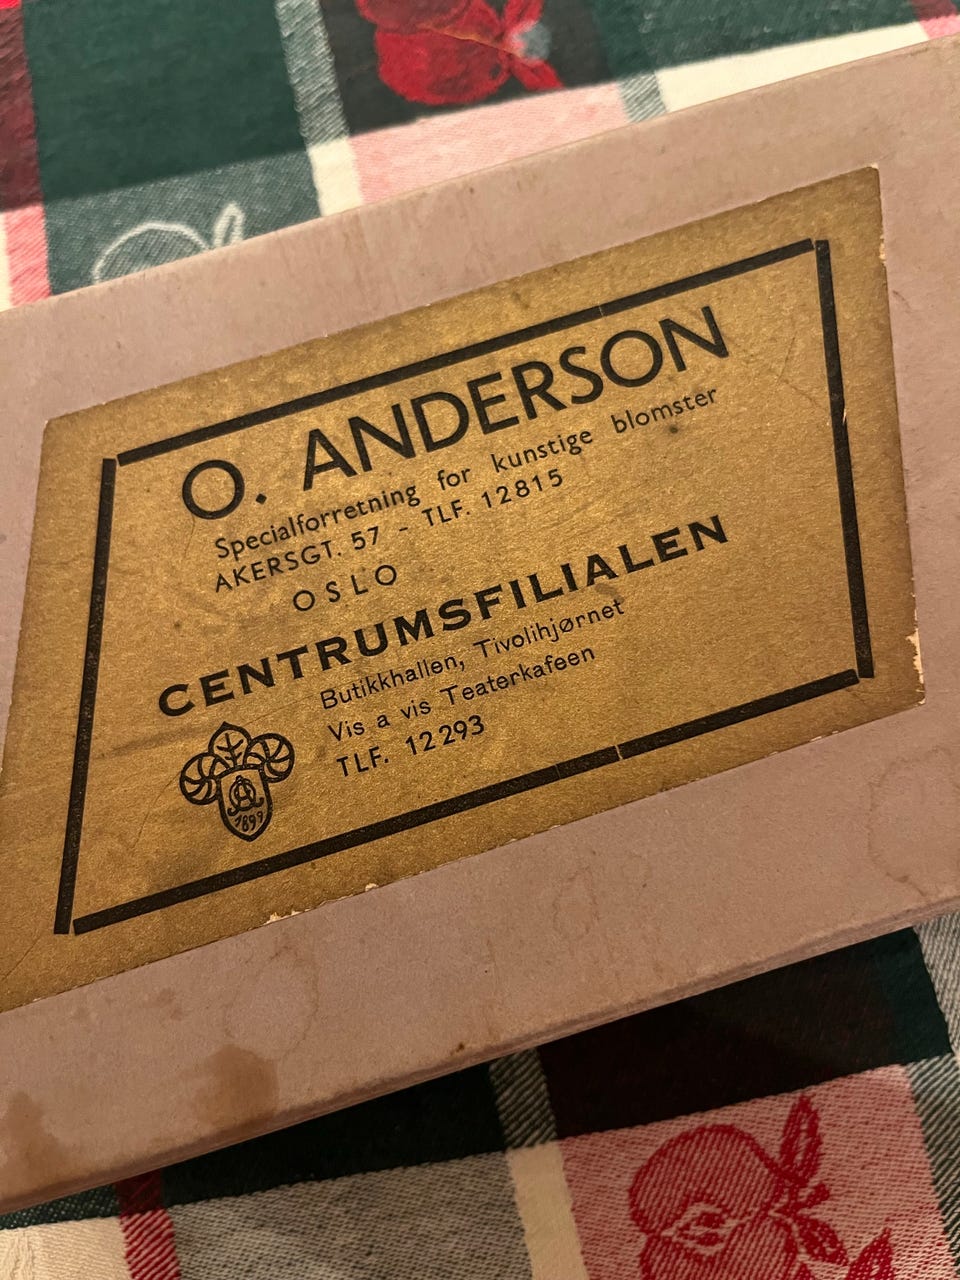 O. ANDERSON
Specialforretning for kunstige blomster
AKERSGT. 57 - TLF. 12815
OSLO
CENTRUMSFILIALEN
Butikkhallen, Tivolihjørnet
Vis a vis Teaterkafeen
TLF. 12293
1899